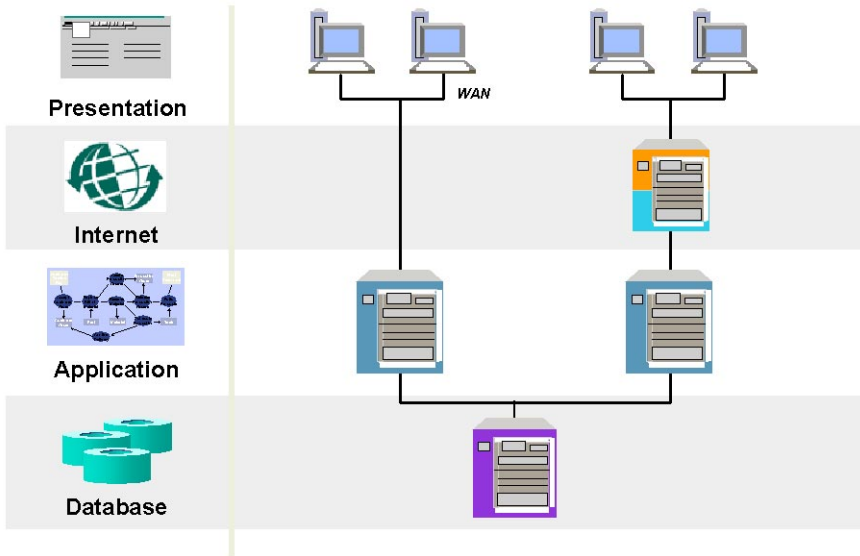 Presentation
WAN
Internet
Application
Database